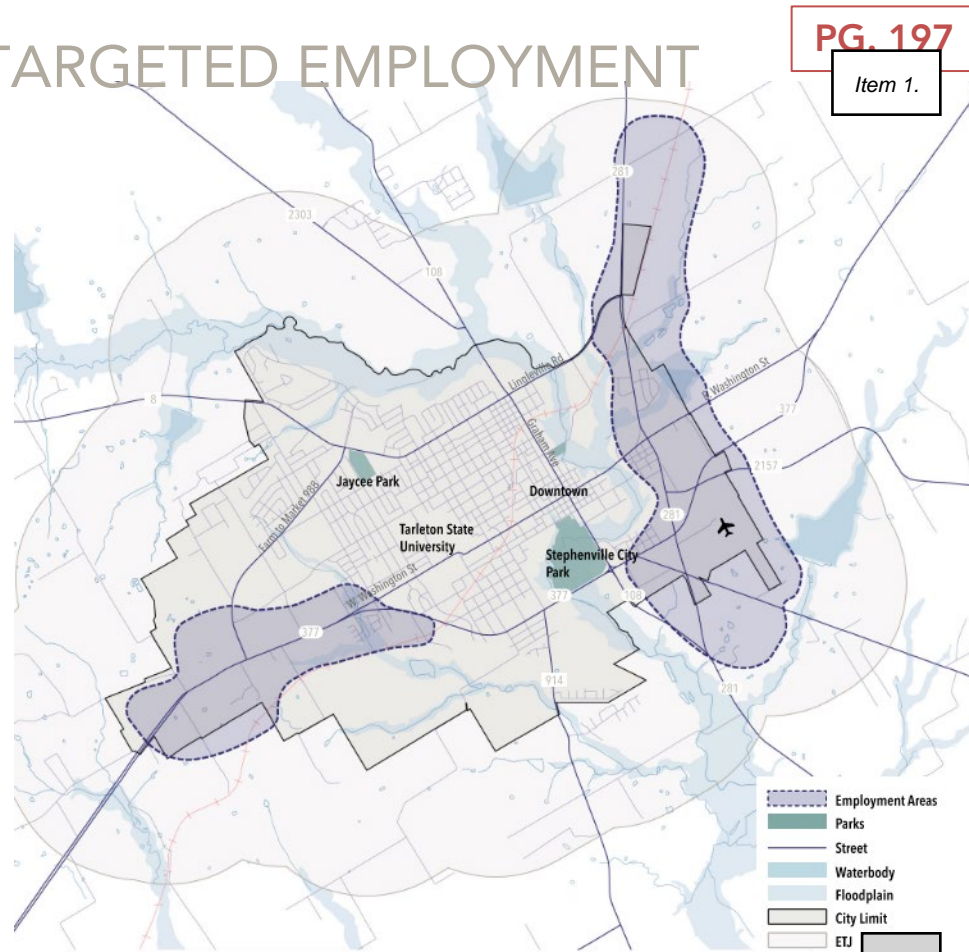 TARGETED EMPLOYMENT
PG. 197
Item 1.
281
2303
108
Lingleville Rd
Washington St
8
377
Graham Ave
2157
Jaycee Park
Downtown
Farm to Market 988
Tarleton State
University
281
Stephenville City
Park
W. Washington St
377
108
377
914
281
Employment Areas
Parks
Street
Waterbody
Floodplain
City Limit
ETJ